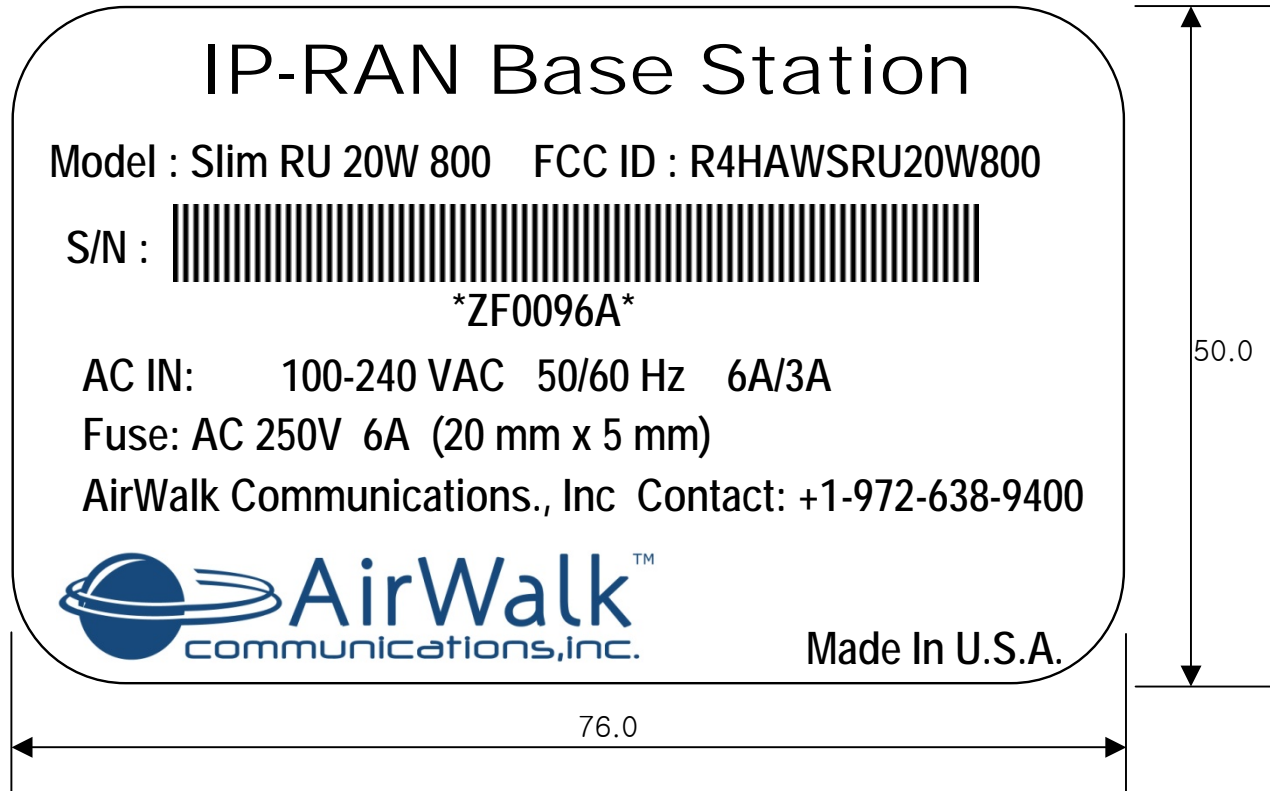 IP-RAN Base Station
Model : Slim RU 20W 800 FCC ID : R4HAWSRU20W800
S/N :
*ZF0096A*
AC IN: 100-240 VAC 50/60 Hz 6A/3A
Fuse: AC 250V 6A (20 mm x 5 mm)
AirWalk Communications., Inc Contact: +1-972-638-9400
AirWalk™
communications,inc.
Made In U.S.A.
50.0
76.0